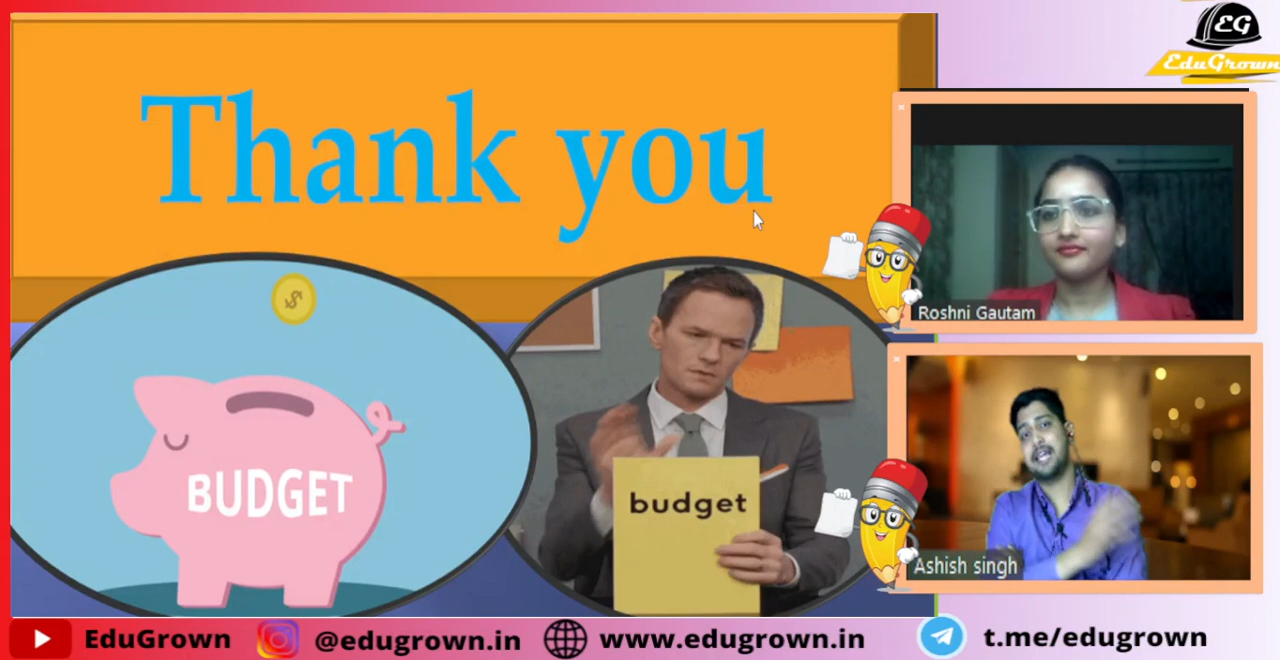 Thank you
EG
EduGrown
Roshni Gautam
$
BUDGET
budget
Ashish singh
EduGrown
@edugrown.in
www.edugrown.in
t.me/edugrown